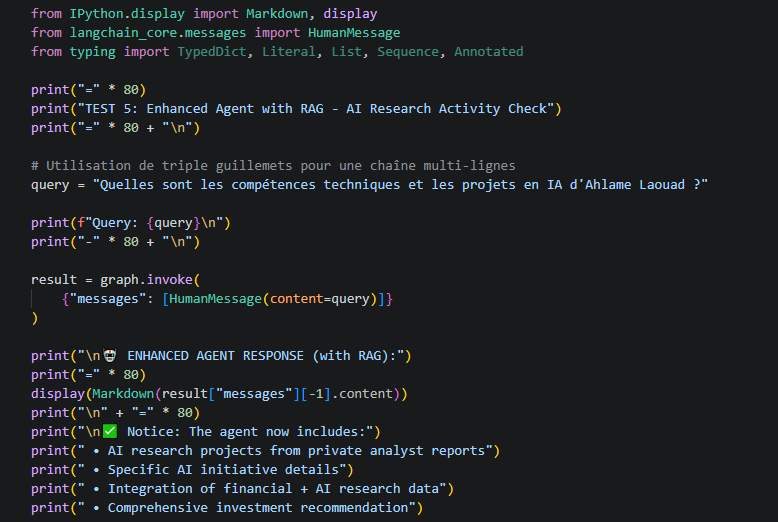 from IPython.display import Markdown, display
from langchain_core.messages import HumanMessage
from typing import TypedDict, Literal, List, Sequence, Annotated

print("=" * 80)
print("TEST 5: Enhanced Agent with RAG - AI Research Activity Check")
print("=" * 80 + "\n")

# Utilisation de triple guillemets pour une chaîne multi-lignes
query = "Quelles sont les compétences techniques et les projets en IA d'Ahlame Laouad ?"

print(f"Query: {query}\n")
print("-" * 80 + "\n")

result = graph.invoke(
    {"messages": [HumanMessage(content=query)]}
)

print("\n🤖 ENHANCED AGENT RESPONSE (with RAG):")
print("=" * 80)
display(Markdown(result["messages"][-1].content))
print("\n" + "=" * 80)
print("\n✅ Notice: The agent now includes:")
print(" • AI research projects from private analyst reports")
print(" • Specific AI initiative details")
print(" • Integration of financial + AI research data")
print(" • Comprehensive investment recommendation")